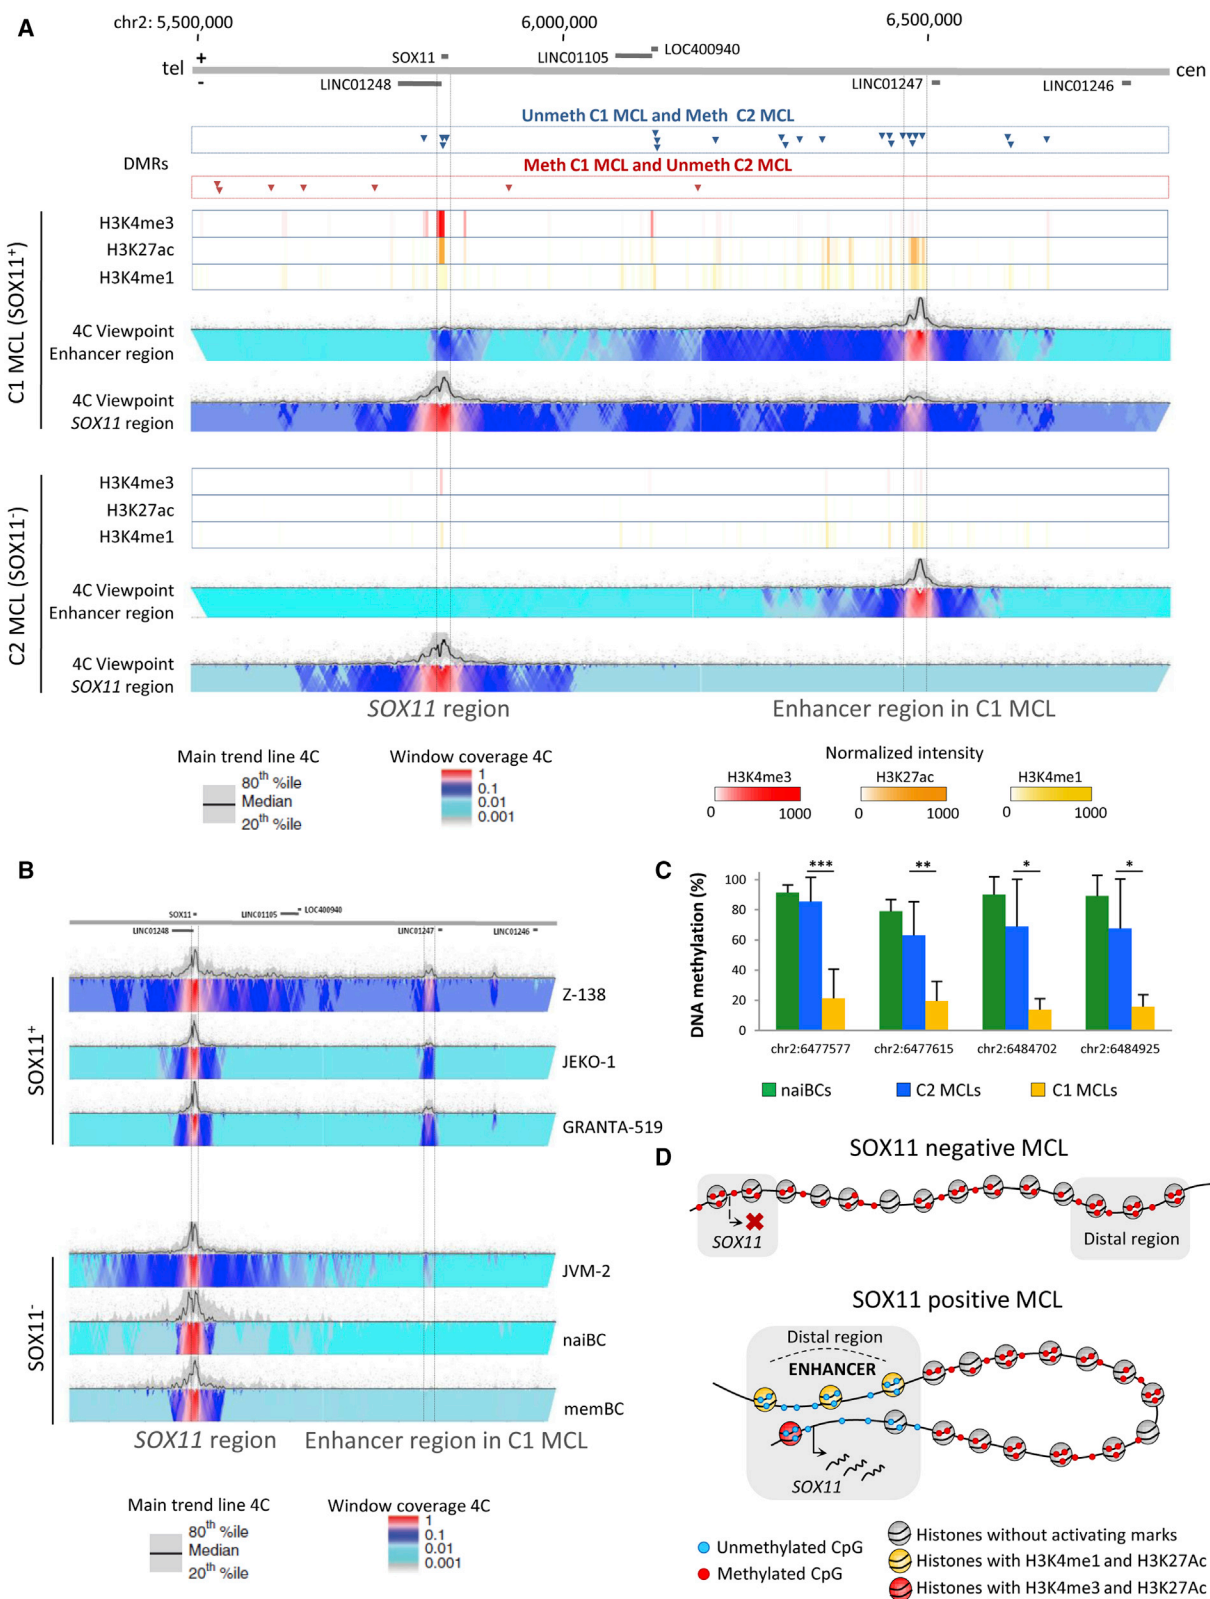 A
chr2: 5,500,000
6,000,000
6,500,000
SOX11
LINC01105
LOC400940
+
tel
cen
-
LINC01248
LINC01247
LINC01246
Unmeth C1 MCL and Meth C2 MCL
DMRs
Meth C1 MCL and Unmeth C2 MCL
C1 MCL (SOX11+)
H3K4me3
H3K27ac
H3K4me1
4C Viewpoint
Enhancer region
4C Viewpoint
SOX11 region
C2 MCL (SOX11-)
H3K4me3
H3K27ac
H3K4me1
4C Viewpoint
Enhancer region
4C Viewpoint
SOX11 region
SOX11 region
Enhancer region in C1 MCL
Main trend line 4C
80th %ile
Median
20th %ile
Window coverage 4C
1
0.1
0.01
0.001
Normalized intensity
H3K4me3
H3K27ac
H3K4me1
0 1000
0 1000
0 1000
B
SOX11
LINC01105
LOC400940
LINC01248
LINC01247
LINC01246
SOX11+
Z-138
JEKO-1
GRANTA-519
SOX11-
JVM-2
naiBC
memBC
SOX11 region
Enhancer region in C1 MCL
Main trend line 4C
80th %ile
Median
20th %ile
Window coverage 4C
1
0.1
0.01
0.001
C
DNA methylation (%)
100
80
60
40
20
0
***
**
*
*
chr2:6477577
chr2:6477615
chr2:6484702
chr2:6484925
naiBCs
C2 MCLs
C1 MCLs
D
SOX11 negative MCL
SOX11
Distal region
SOX11 positive MCL
Distal region
ENHANCER
SOX11
Unmethylated CpG
Methylated CpG
Histones without activating marks
Histones with H3K4me1 and H3K27Ac
Histones with H3K4me3 and H3K27Ac